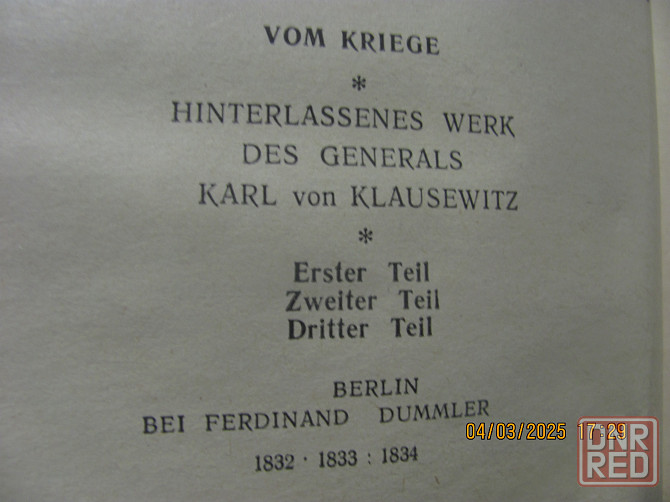 VOM KRIEGE
*
HINTERLASSENES WERK
DES GENERALS
KARL von KLAUSEWITZ
*
Erster Teil
Zweiter Teil
Dritter Teil
BERLIN
BEI FERDINAND DUMMLER
1832 · 1833 : 1834
04/03/2025 17:29
DNR
RED